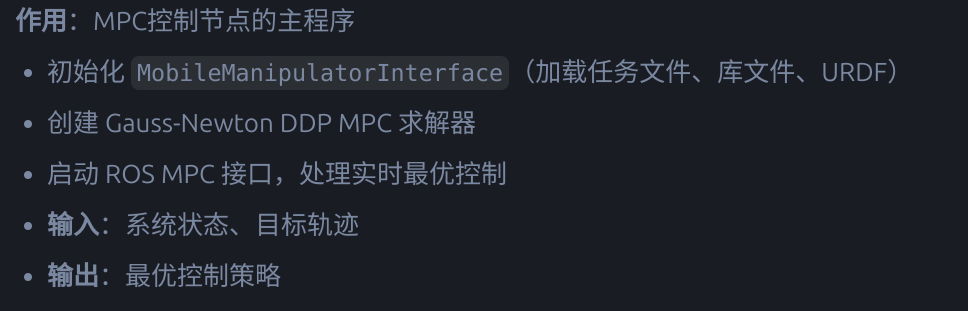 作用：MPC控制节点的主程序
• 初始化 MobileManipulatorInterface（加载任务文件、库文件、URDF）
• 创建 Gauss-Newton DDP MPC 求解器
• 启动 ROS MPC 接口，处理实时最优控制
• 输入：系统状态、目标轨迹
• 输出：最优控制策略